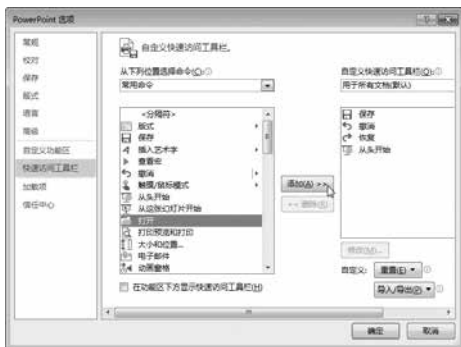 PowerPoint 选项
常规
校对
保存
版式
语言
高级
自定义功能区
快速访问工具栏
加载项
信任中心
自定义快速访问工具栏。
从下列位置选择命令(C):
常用命令
<分隔符>
版式
保存
插入艺术字
查看宏
撤消
触摸/鼠标模式
从头开始
从这张幻灯片开始
打开
打印预览和打印
大小和位置...
电子邮件
动画窗格
在功能区下方显示快速访问工具栏(H)
添加(A) >>
<< 删除(R)
自定义快速访问工具栏(Q):
用于所有文档(默认)
保存
撤消
恢复
从头开始
修改(M)...
自定义:
重置(E)
导入/导出(P)
确定
取消